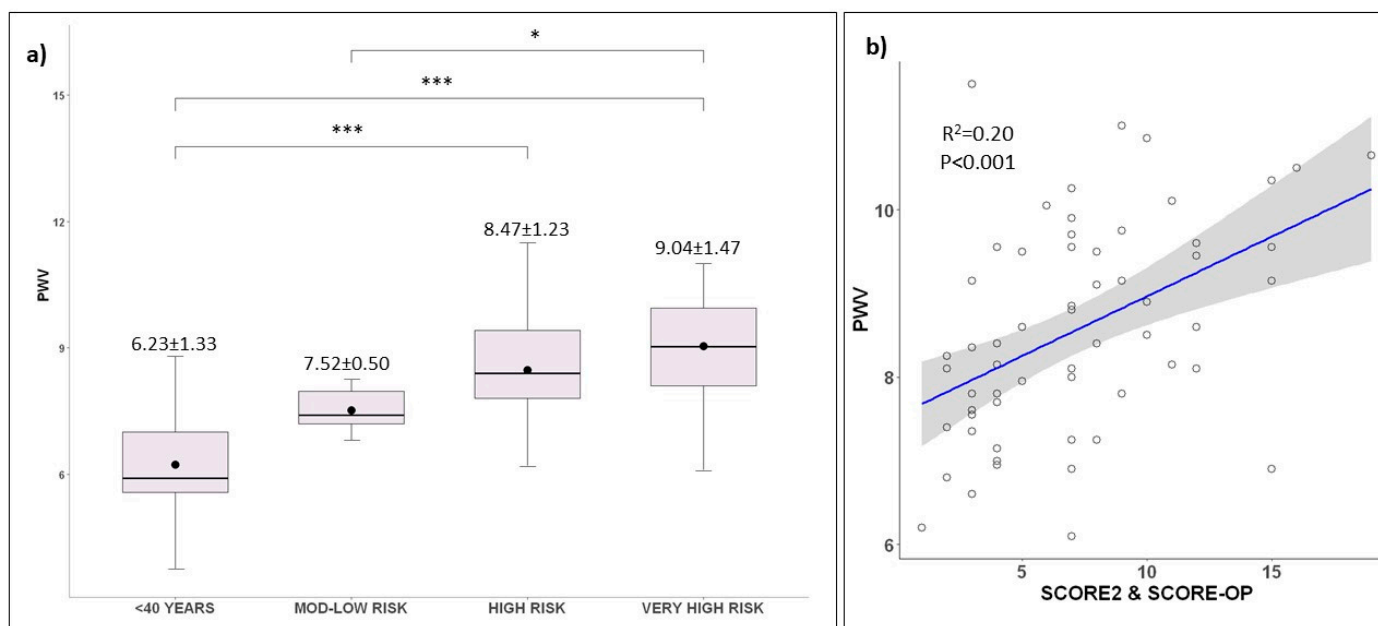 a)
*
***
***
15
12
9
6
PWV
6.23±1.33
7.52±0.50
8.47±1.23
9.04±1.47
<40 YEARS
MOD-LOW RISK
HIGH RISK
VERY HIGH RISK
b)
R²=0.20
P<0.001
10
8
6
PWV
5
10
15
SCORE2 & SCORE-OP